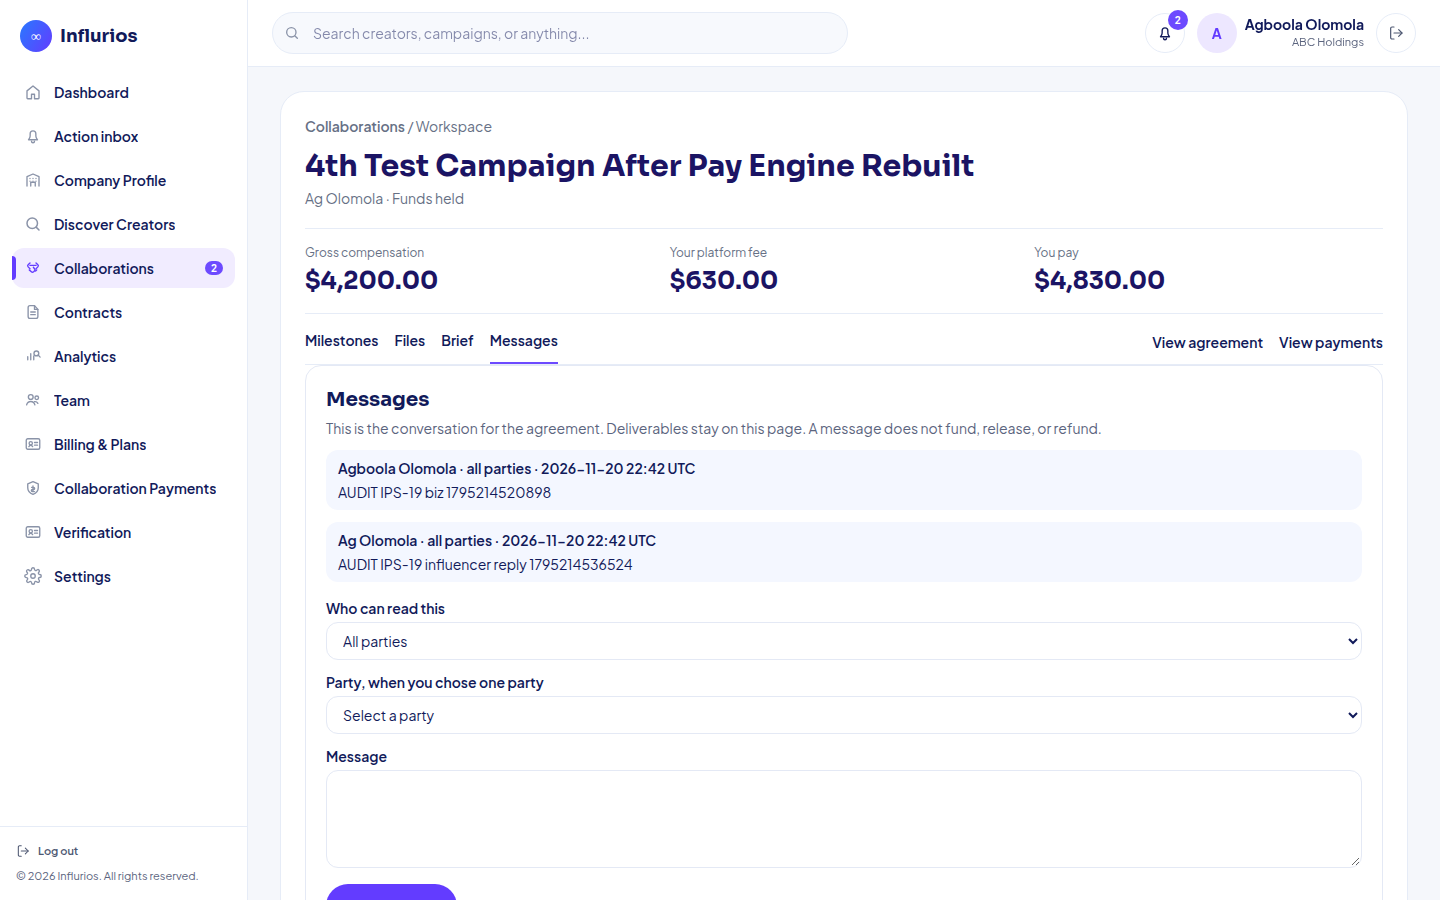 ∞ Influrios
Search creators, campaigns, or anything...
2
A
Agboola Olomola
ABC Holdings
Dashboard
Action inbox
Company Profile
Discover Creators
Collaborations 2
Contracts
Analytics
Team
Billing & Plans
Collaboration Payments
Verification
Settings
Log out
© 2026 Influrios. All rights reserved.
Collaborations / Workspace
4th Test Campaign After Pay Engine Rebuilt
Ag Olomola · Funds held
Gross compensation Your platform fee You pay
$4,200.00 $630.00 $4,830.00
Milestones Files Brief Messages View agreement View payments
Messages
This is the conversation for the agreement. Deliverables stay on this page. A message does not fund, release, or refund.
Agboola Olomola · all parties · 2026-11-20 22:42 UTC
AUDIT IPS-19 biz 1795214520898
Ag Olomola · all parties · 2026-11-20 22:42 UTC
AUDIT IPS-19 influencer reply 1795214536524
Who can read this
All parties
Party, when you chose one party
Select a party
Message